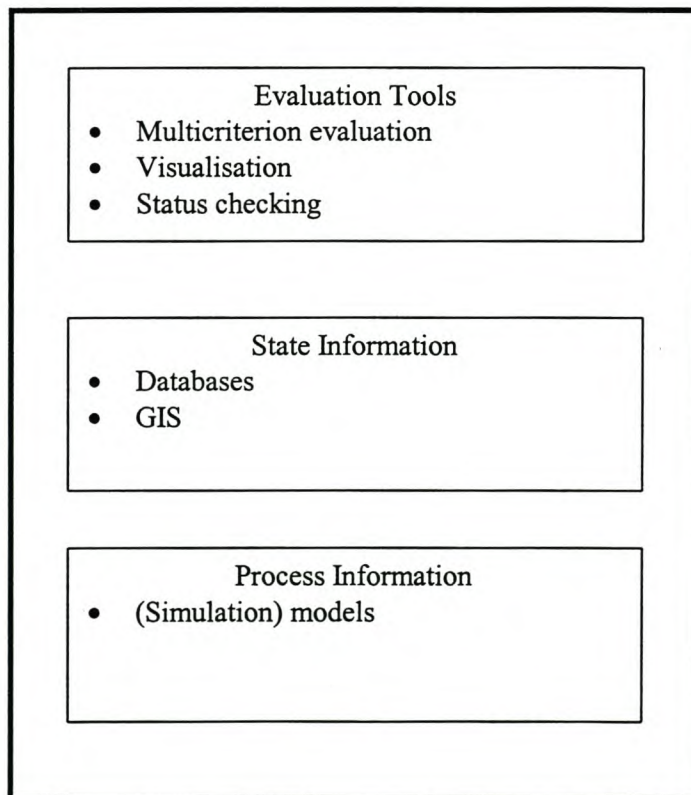 Evaluation Tools
• Multicriterion evaluation
• Visualisation
• Status checking
State Information
• Databases
• GIS
Process Information
• (Simulation) models